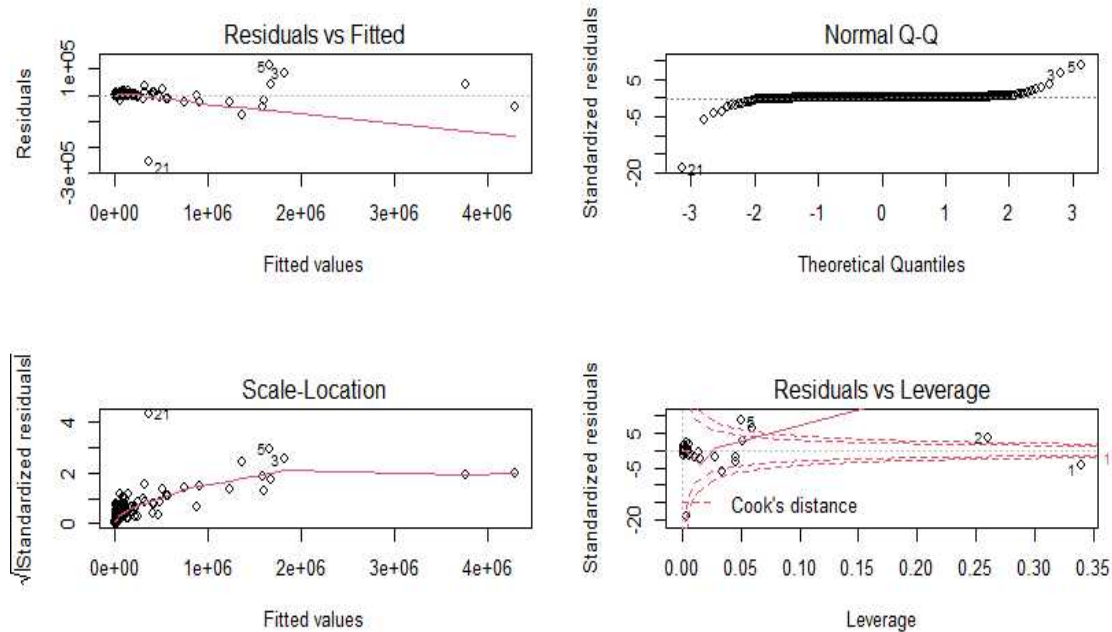 Residuals vs Fitted
Residuals
1e+05
-3e+05
5
3
21
0e+00 1e+06 2e+06 3e+06 4e+06
Fitted values
Normal Q-Q
Standardized residuals
5
-5
-20
3
5
21
-3 -2 -1 0 1 2 3
Theoretical Quantiles
Scale-Location
√|Standardized residuals|
4
2
0
21
5
3
0e+00 1e+06 2e+06 3e+06 4e+06
Fitted values
Residuals vs Leverage
Standardized residuals
5
-5
-20
5
2
1
1
Cook's distance
0.00 0.05 0.10 0.15 0.20 0.25 0.30 0.35
Leverage